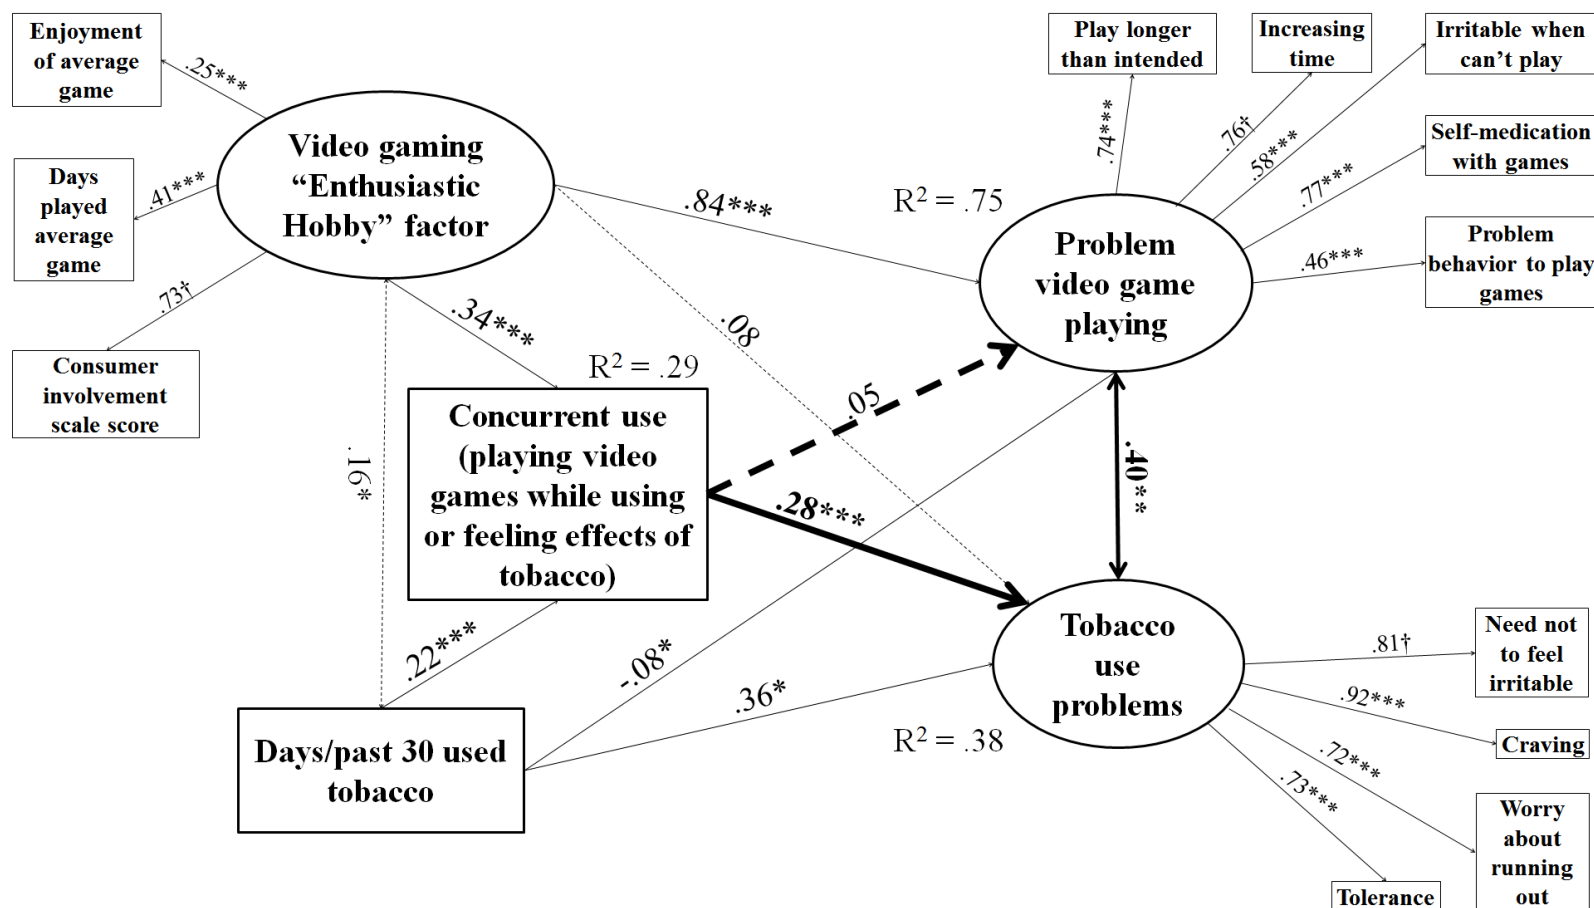 Enjoyment
of average
game
.25***
Days
played
average
game
.41***
Consumer
involvement
scale score
.73†
Video gaming
“Enthusiastic
Hobby” factor
.84***
.34***
.08
.16*
R² = .29
Concurrent use
(playing video
games while using
or feeling effects of
tobacco)
.05
.28***
.22***
Days/past 30 used
tobacco
-.08*
.36*
R² = .75
Problem
video game
playing
Play longer
than intended
.74***
Increasing
time
.76†
Irritable when
can’t play
.58***
Self-medication
with games
.77***
Problem
behavior to play
games
.46***
.40**
Tobacco
use
problems
R² = .38
Need not
to feel
irritable
.81†
Craving
.92***
Worry
about
running
out
.72***
Tolerance
.73***